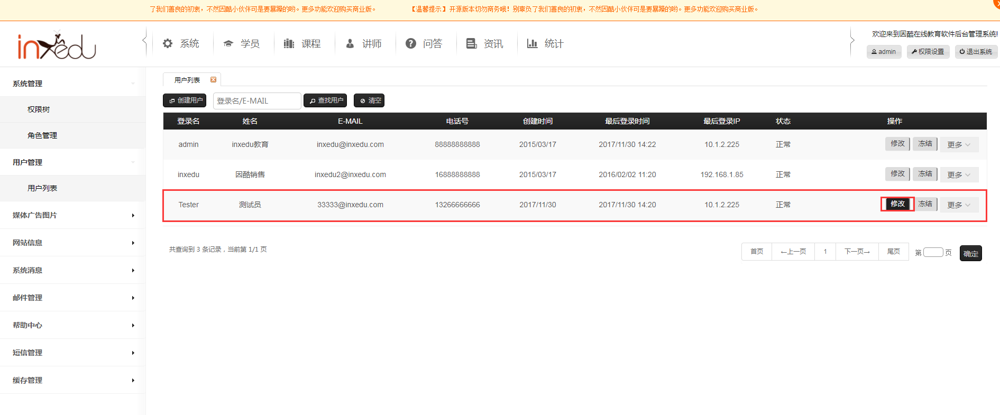 了我们善良的初衷，不然因酷小伙伴可是要暴躁的哟。更多功能欢迎购买商业版。 【温馨提示】开源版本切勿商务哦！别辜负了我们善良的初衷，不然因酷小伙伴可是要暴躁的哟。更多功能欢迎购买商业版。
inxedu
系统 学员 课程 讲师 问答 资讯 统计
欢迎来到因酷在线教育软件后台管理系统!
admin 权限设置 退出系统
系统管理
权限树
角色管理
用户管理
用户列表
媒体广告图片
网站信息
系统消息
邮件管理
帮助中心
短信管理
缓存管理
用户列表
创建用户 登录名/E-MAIL 查找用户 清空
登录名 姓名 E-MAIL 电话号 创建时间 最后登录时间 最后登录IP 状态 操作
admin inxedu教育 inxedu@inxedu.com 88888888888 2015/03/17 2017/11/30 14:22 10.1.2.225 正常 修改 冻结 更多
inxedu 因酷销售 inxedu2@inxedu.com 16888888888 2015/03/17 2016/02/02 11:20 192.168.1.85 正常 修改 冻结 更多
Tester 测试员 33333@inxedu.com 13266666666 2017/11/30 2017/11/30 14:20 10.1.2.225 正常 修改 冻结 更多
共查询到 3 条记录，当前第 1/1 页
首页 ←上一页 1 下一页→ 尾页 第 页 确定